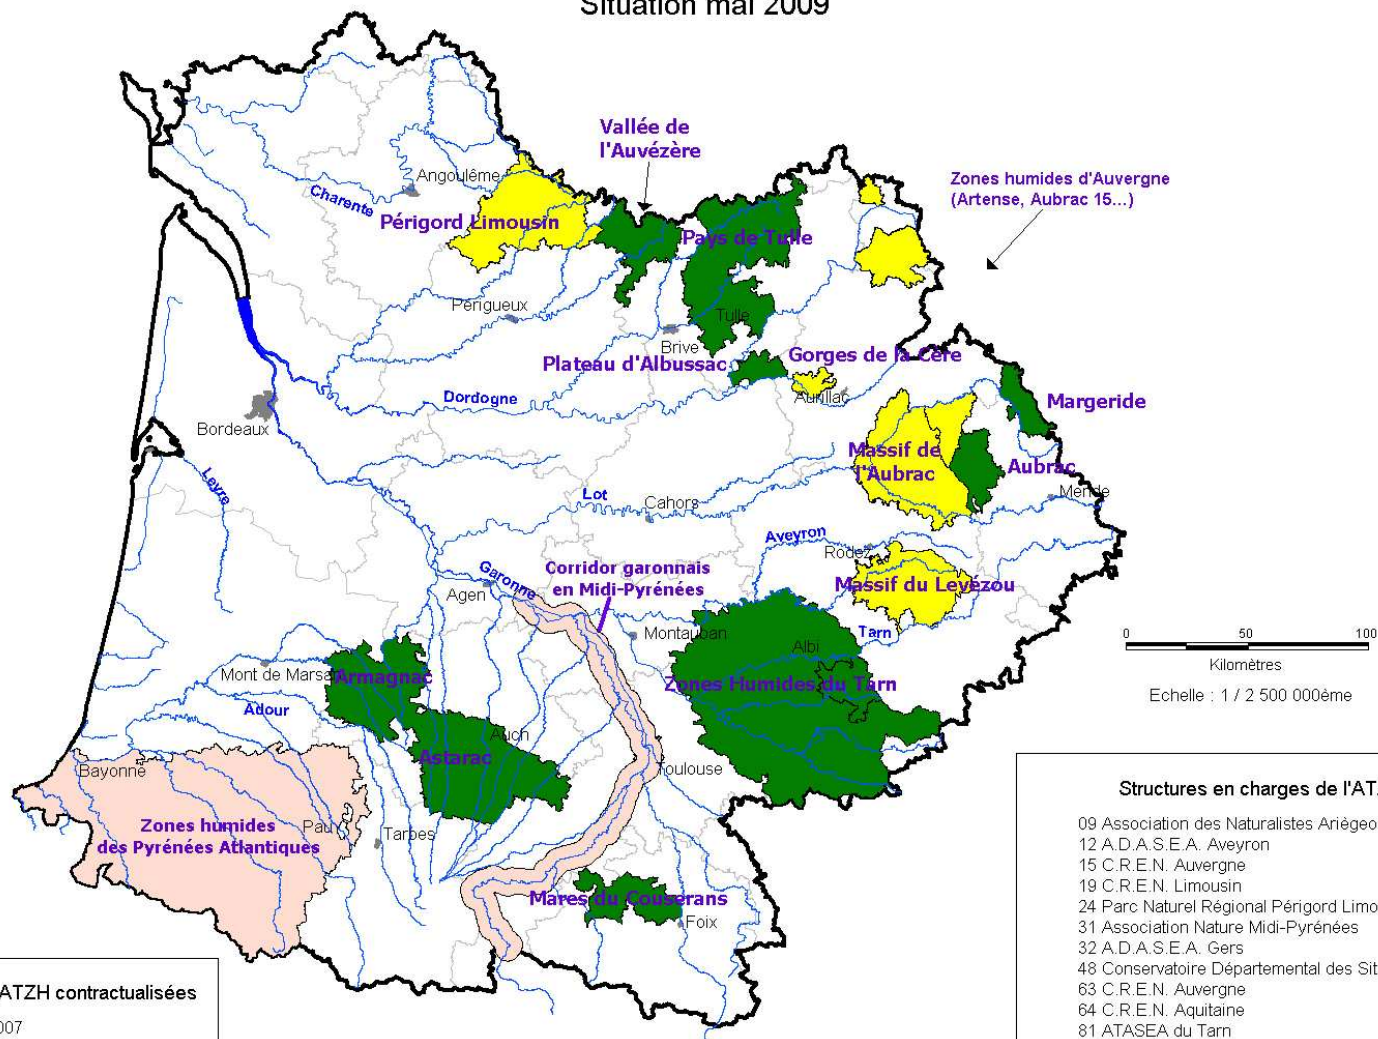 Situation mai 2009
Vallée de
l'Auvézère
Zones humides d'Auvergne
(Artense, Aubrac 15...)
Angoulême
Charente
Périgord Limousin
Pays de Tulle
Périgueux
Tulle
Brive
Plateau d'Albussac
Gorges de la Cère
Aurillac
Dordogne
Margeride
Bordeaux
Massif de
l'Aubrac
Aubrac
Leyre
Lot
Cahors
Mende
Aveyron
Rodez
Garonne
Corridor garonnais
en Midi-Pyrénées
Massif du Levézou
Agen
Montauban
Tarn
Albi
0 50 100
Kilomètres
Echelle : 1 / 2 500 000ème
Mont de Marsa
Armagnac
Zones Humides du Tarn
Adour
Auch
Astarac
Toulouse
Bayonne
Zones humides
des Pyrénées Atlantiques
Pau
Tarbes
Mares du Couserans
Foix
Structures en charges de l'AT
09 Association des Naturalistes Ariégeo
12 A.D.A.S.E.A. Aveyron
15 C.R.E.N. Auvergne
19 C.R.E.N. Limousin
24 Parc Naturel Régional Périgord Limo
31 Association Nature Midi-Pyrénées
32 A.D.A.S.E.A. Gers
48 Conservatoire Départemental des Sit
63 C.R.E.N. Auvergne
64 C.R.E.N. Aquitaine
81 ATASEA du Tarn
ATZH contractualisées
007